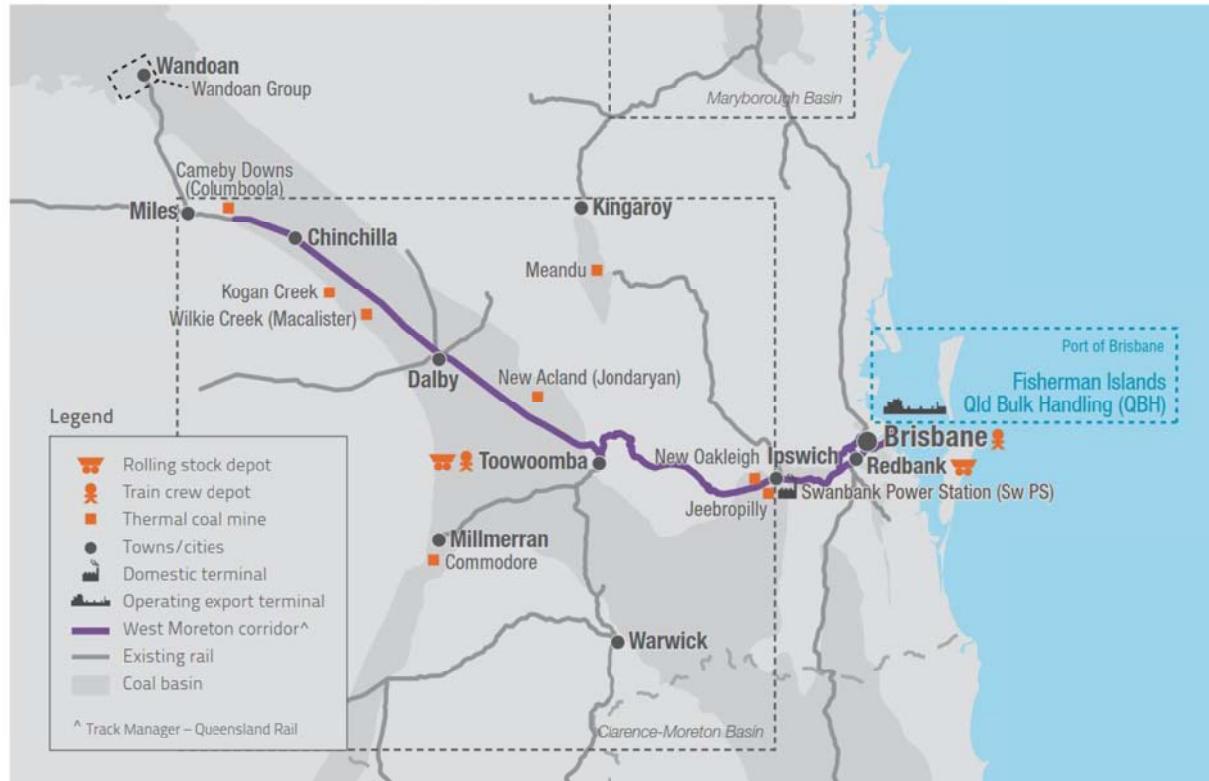 Wandoan
Wandoan Group
Maryborough Basin
Cameby Downs
(Columboola)
Miles
Kingaroy
Chinchilla
Meandu
Kogan Creek
Wilkie Creek (Macalister)
Port of Brisbane
Fisherman Islands
Qld Bulk Handling (QBH)
Dalby
New Acland (Jondaryan)
Brisbane
Toowoomba
New Oakleigh
Ipswich
Redbank
Jeebropilly
Swanbank Power Station (Sw PS)
Millmerran
Commodore
Warwick
Clarence-Moreton Basin
Legend
Rolling stock depot
Train crew depot
Thermal coal mine
Towns/cities
Domestic terminal
Operating export terminal
West Moreton corridor^
Existing rail
Coal basin
^ Track Manager – Queensland Rail